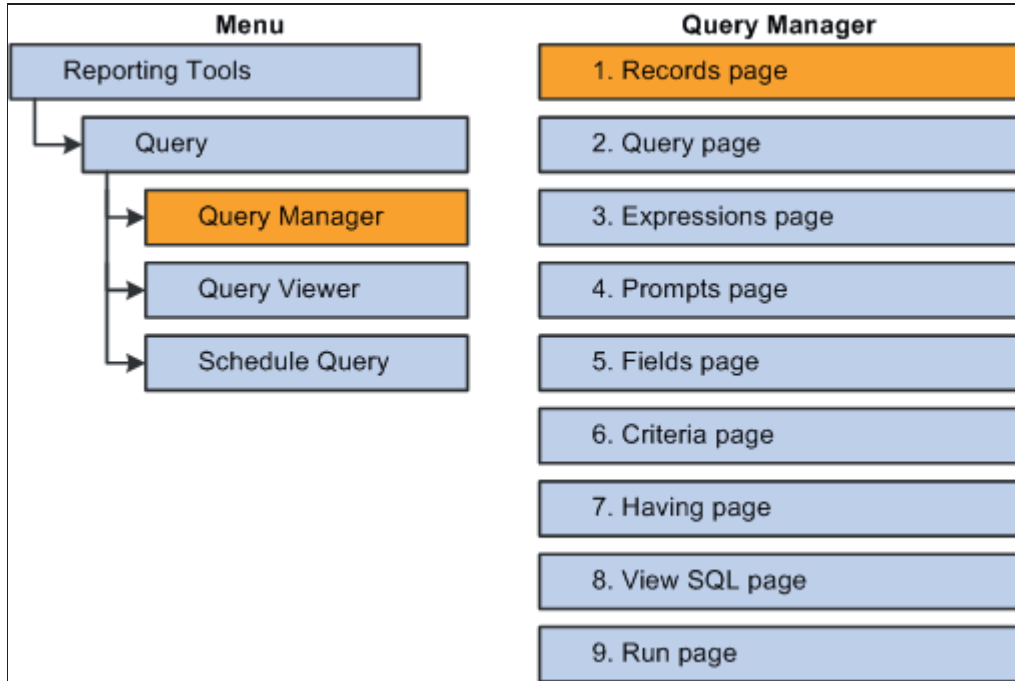 Menu
Reporting Tools
Query
Query Manager
Query Viewer
Schedule Query
Query Manager
1. Records page
2. Query page
3. Expressions page
4. Prompts page
5. Fields page
6. Criteria page
7. Having page
8. View SQL page
9. Run page